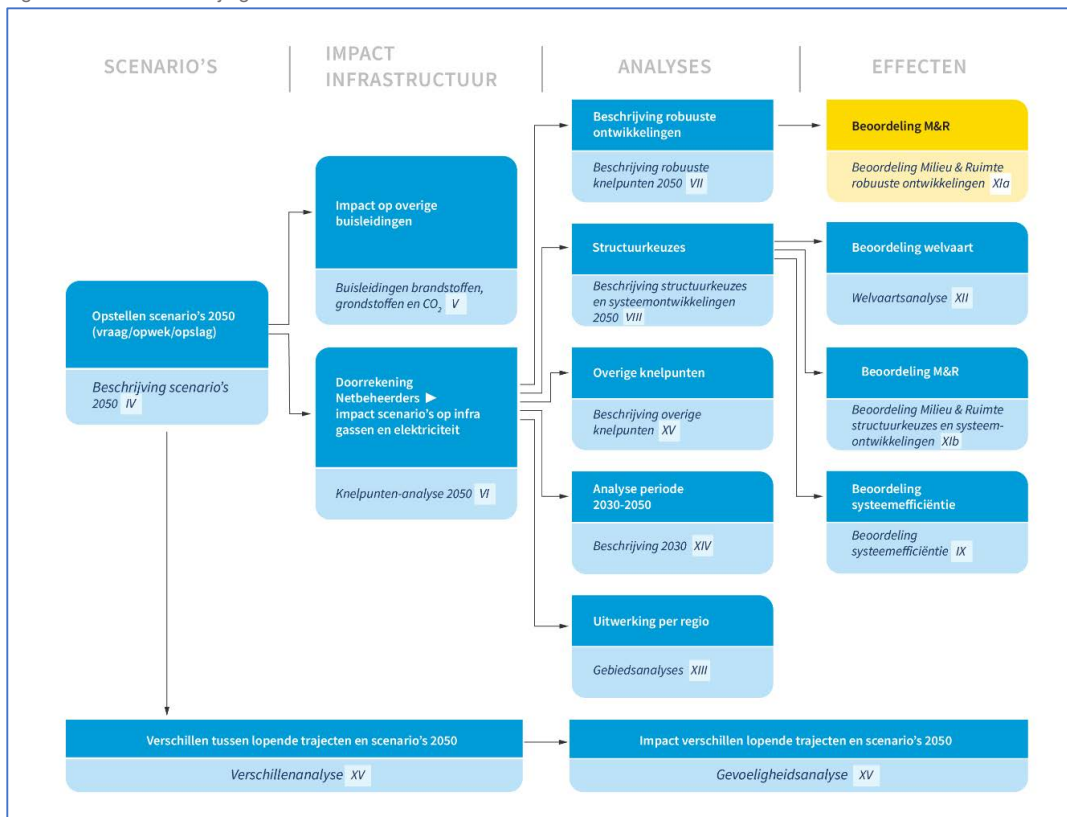 SCENARIO'S
IMPACT
INFRASTRUCTUUR
ANALYSES
EFFECTEN
Opstellen scenario's 2050
(vraag/opwek/opslag)
Beschrijving scenario's
2050 IV
Impact op overige
buisleidingen
Buisleidingen brandstoffen,
grondstoffen en CO₂ V
Doorrekening
Netbeheerders ▶
impact scenario's op infra
gassen en elektriciteit
Knelpunten-analyse 2050 VI
Beschrijving robuuste
ontwikkelingen
Beschrijving robuuste
knelpunten 2050 VII
Structuurkeuzes
Beschrijving structuurkeuzes
en systeemontwikkelingen
2050 VIII
Overige knelpunten
Beschrijving overige
knelpunten XV
Analyse periode
2030-2050
Beschrijving 2030 XIV
Uitwerking per regio
Gebiedsanalyses XIII
Beoordeling M&R
Beoordeling Milieu & Ruimte
robuuste ontwikkelingen XIa
Beoordeling welvaart
Welvaartsanalyse XII
Beoordeling M&R
Beoordeling Milieu & Ruimte
structuurkeuzes en systeem-
ontwikkelingen XIb
Beoordeling
systeemefficiëntie
Beoordeling
systeemefficiëntie IX
Verschillen tussen lopende trajecten en scenario's 2050
Verschillenanalyse XV
Impact verschillen lopende trajecten en scenario's 2050
Gevoeligheidsanalyse XV